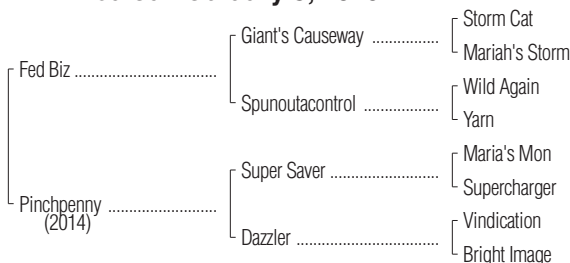 Storm Cat
Giant's Causeway ..................
Mariah's Storm
Fed Biz ................................
Wild Again
Spunoutacontrol .................
Yarn
Maria's Mon
Super Saver ........................
Supercharger
Pinchpenny ........................
(2014)
Vindication
Dazzler ................................
Bright Image